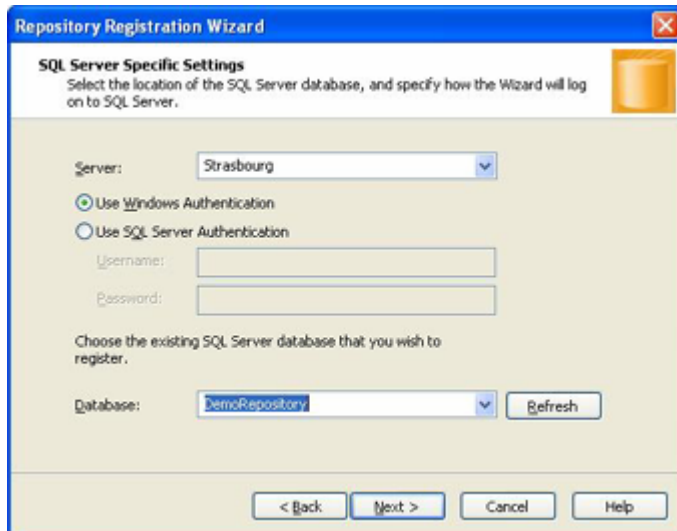 Repository Registration Wizard
SQL Server Specific Settings
Select the location of the SQL Server database, and specify how the Wizard will log
on to SQL Server.
Server: Strasbourg
Use Windows Authentication
Use SQL Server Authentication
Username:
Password:
Choose the existing SQL Server database that you wish to
register.
Database: DemoRepository Refresh
< Back Next > Cancel Help